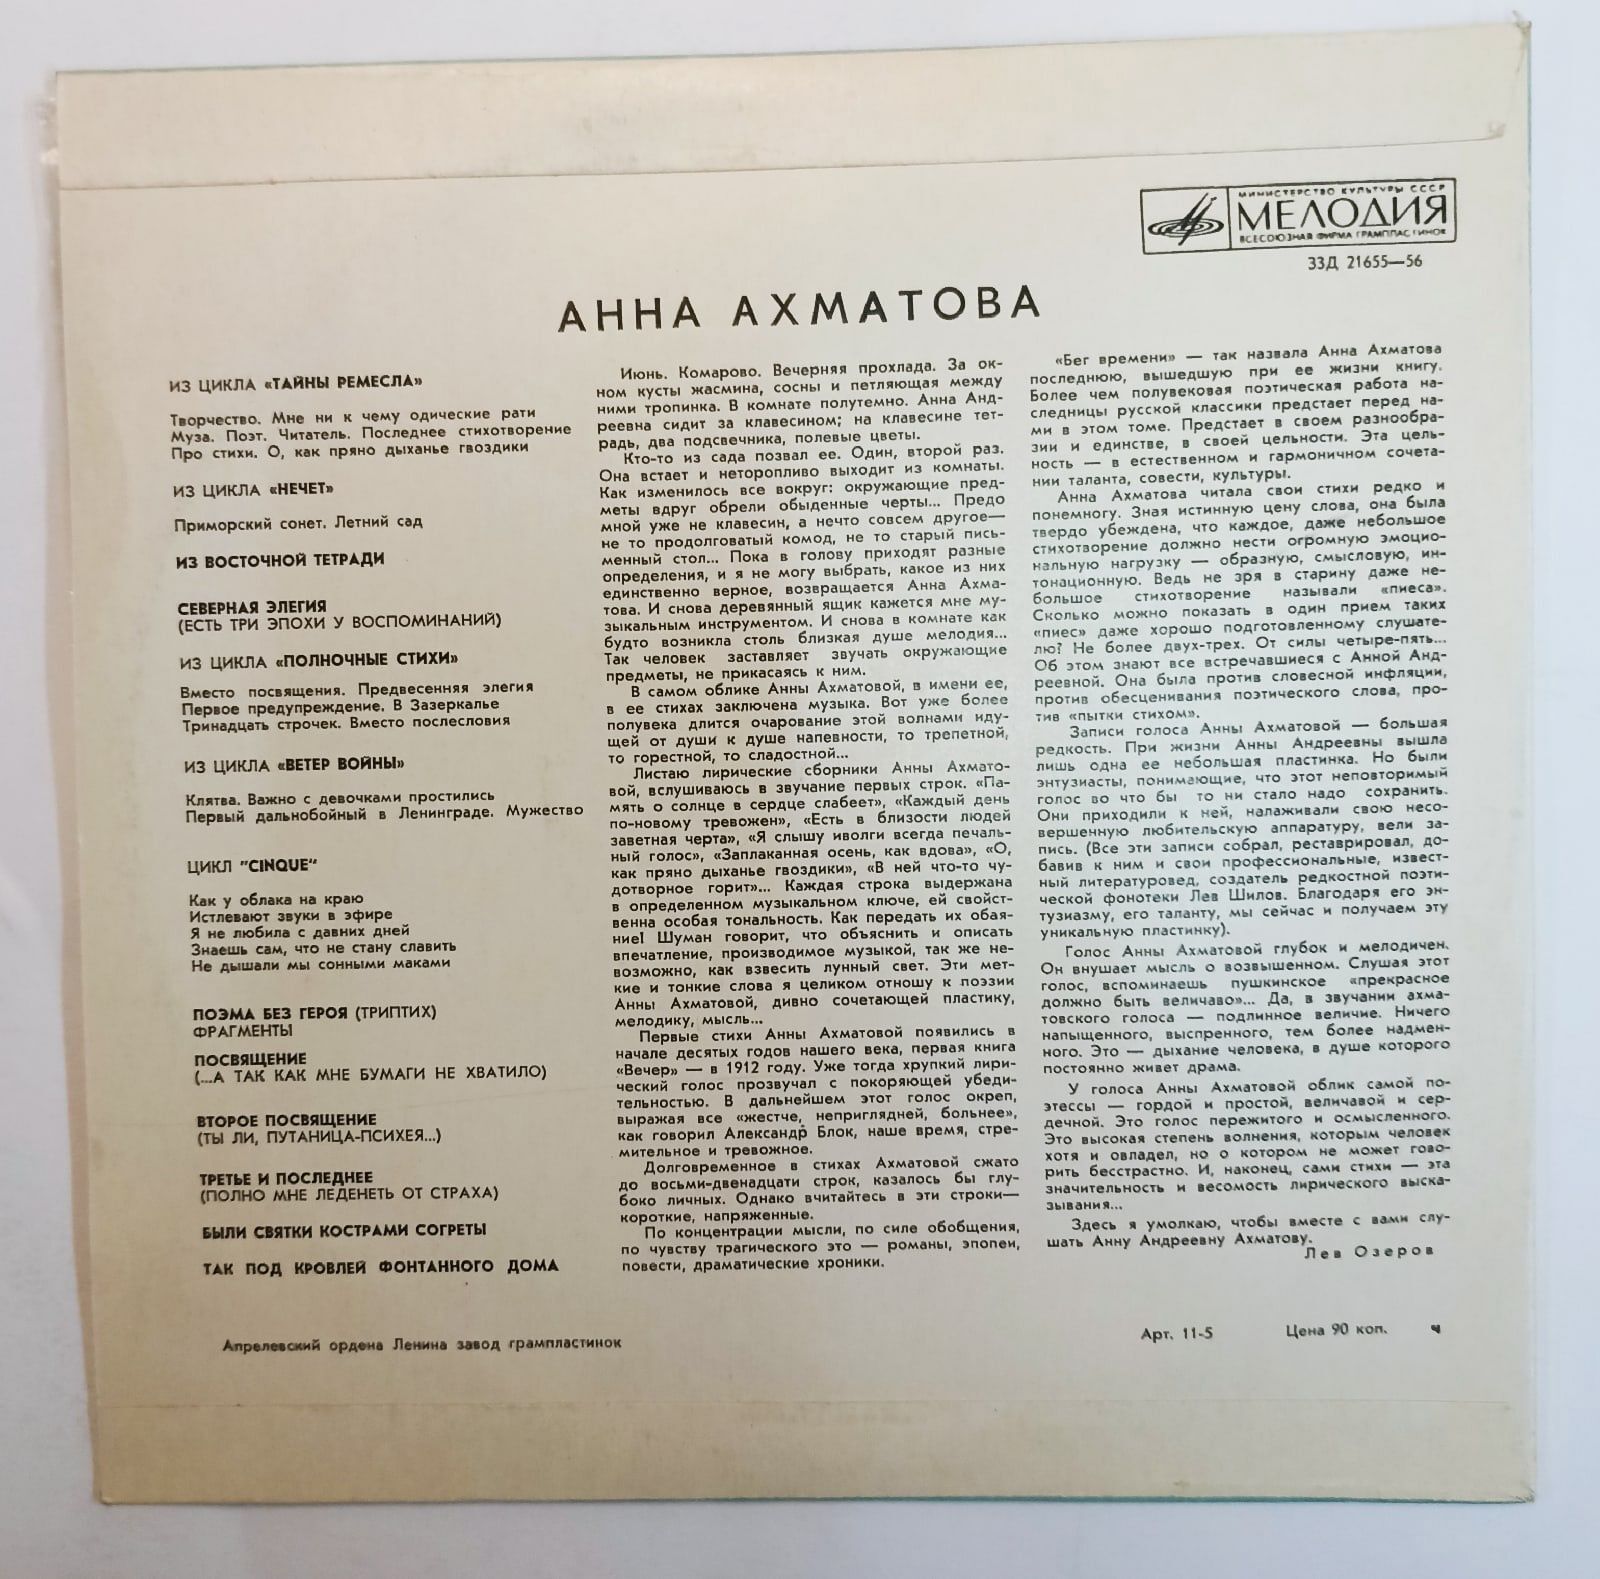 МИНИСТЕРСТВО КУЛЬТУРЫ СССР
МЕЛОДИЯ
ВСЕСОЮЗНАЯ ФИРМА ГРАМПЛАСТИНОК
33Д 21655—56
АННА АХМАТОВА
ИЗ ЦИКЛА «ТАЙНЫ РЕМЕСЛА»
Творчество. Мне ни к чему одические рати
Муза. Поэт. Читатель. Последнее стихотворение
Про стихи. О, как пряно дыханье гвоздики
ИЗ ЦИКЛА «НЕЧЕТ»
Приморский сонет. Летний сад
ИЗ ВОСТОЧНОЙ ТЕТРАДИ
СЕВЕРНАЯ ЭЛЕГИЯ
(ЕСТЬ ТРИ ЭПОХИ У ВОСПОМИНАНИЙ)
ИЗ ЦИКЛА «ПОЛНОЧНЫЕ СТИХИ»
Вместо посвящения. Предвесенняя элегия
Первое предупреждение. В Зазеркалье
Тринадцать строчек. Вместо послесловия
ИЗ ЦИКЛА «ВЕТЕР ВОЙНЫ»
Клятва. Важно с девочками простились
Первый дальнобойный в Ленинграде. Мужество
ЦИКЛ "CINQUE"
Как у облака на краю
Истлевают звуки в эфире
Я не любила с давних дней
Знаешь сам, что не стану славить
Не дышали мы сонными маками
ПОЭМА БЕЗ ГЕРОЯ (ТРИПТИХ)
ФРАГМЕНТЫ
ПОСВЯЩЕНИЕ
(...А ТАК КАК МНЕ БУМАГИ НЕ ХВАТИЛО)
ВТОРОЕ ПОСВЯЩЕНИЕ
(ТЫ ЛИ, ПУТАНИЦА-ПСИХЕЯ...)
ТРЕТЬЕ И ПОСЛЕДНЕЕ
(ПОЛНО МНЕ ЛЕДЕНЕТЬ ОТ СТРАХА)
БЫЛИ СВЯТКИ КОСТРАМИ СОГРЕТЫ
ТАК ПОД КРОВЛЕЙ ФОНТАННОГО ДОМА
Июнь. Комарово. Вечерняя прохлада. За ок-
ном кусты жасмина, сосны и петляющая между
ними тропинка. В комнате полутемно. Анна Анд-
реевна сидит за клавесином; на клавесине тет-
радь, два подсвечника, полевые цветы.
Кто-то из сада позвал ее. Один, второй раз.
Она встает и неторопливо выходит из комнаты.
Как изменилось все вокруг: окружающие пред-
меты вдруг обрели обыденные черты... Предо
мной уже не клавесин, а нечто совсем другое—
не то продолговатый комод, не то старый пись-
менный стол... Пока в голову приходят разные
определения, и я не могу выбрать, какое из них
единственно верное, возвращается Анна Ахма-
това. И снова деревянный ящик кажется мне му-
зыкальным инструментом. И снова в комнате как
будто возникла столь близкая душе мелодия...
Так человек заставляет звучать окружающие
предметы, не прикасаясь к ним.
В самом облике Анны Ахматовой, в имени ее,
в ее стихах заключена музыка. Вот уже более
полувека длится очарование этой волнами иду-
щей от души к душе напевности, то трепетной,
то горестной, то сладостной...
Листаю лирические сборники Анны Ахмато-
вой, вслушиваюсь в звучание первых строк. «Па-
мять о солнце в сердце слабеет», «Каждый день
по-новому тревожен», «Есть в близости людей
заветная черта», «Я слышу иволги всегда печаль-
ный голос», «Заплаканная осень, как вдова», «О,
как пряно дыханье гвоздики», «В ней что-то чу-
дотворное горит»... Каждая строка выдержана
в определенном музыкальном ключе, ей свойст-
венна особая тональность. Как передать их обая-
ние! Шуман говорит, что объяснить и описать
впечатление, производимое музыкой, так же не-
возможно, как взвесить лунный свет. Эти мет-
кие и тонкие слова я целиком отношу к поэзии
Анны Ахматовой, дивно сочетающей пластику,
мелодику, мысль...
Первые стихи Анны Ахматовой появились в
начале десятых годов нашего века, первая книга
«Вечер» — в 1912 году. Уже тогда хрупкий лири-
ческий голос прозвучал с покоряющей убеди-
тельностью. В дальнейшем этот голос окреп,
выражая все «жестче, неприглядней, больнее»,
как говорил Александр Блок, наше время, стре-
мительное и тревожное.
Долговременное в стихах Ахматовой сжато
до восьми-двенадцати строк, казалось бы глу-
боко личных. Однако вчитайтесь в эти строки—
короткие, напряженные.
По концентрации мысли, по силе обобщения,
по чувству трагического это — романы, эпопеи,
повести, драматические хроники.
«Бег времени» — так назвала Анна Ахматова
последнюю, вышедшую при ее жизни книгу.
Более чем полувековая поэтическая работа на-
следницы русской классики предстает перед на-
ми в этом томе. Предстает в своем разнообра-
зии и единстве, в своей цельности. Эта цель-
ность — в естественном и гармоничном сочета-
нии таланта, совести, культуры.
Анна Ахматова читала свои стихи редко и
понемногу. Зная истинную цену слова, она была
твердо убеждена, что каждое, даже небольшое
стихотворение должно нести огромную эмоцио-
нальную нагрузку — образную, смысловую, ин-
тонационную. Ведь не зря в старину даже не-
большое стихотворение называли «пиеса».
Сколько можно показать в один прием таких
«пиес» даже хорошо подготовленному слушате-
лю? Не более двух-трех. От силы четыре-пять...
Об этом знают все встречавшиеся с Анной Анд-
реевной. Она была против словесной инфляции,
против обесценивания поэтического слова, про-
тив «пытки стихом».
Записи голоса Анны Ахматовой — большая
редкость. При жизни Анны Андреевны вышла
лишь одна ее небольшая пластинка. Но были
энтузиасты, понимающие, что этот неповторимый
голос во что бы то ни стало надо сохранить.
Они приходили к ней, налаживали свою несо-
вершенную любительскую аппаратуру, вели за-
пись. (Все эти записи собрал, реставрировал, до-
бавив к ним и свои профессиональные, извест-
ный литературовед, создатель редкостной поэти-
ческой фонотеки Лев Шилов. Благодаря его эн-
тузиазму, его таланту, мы сейчас и получаем эту
уникальную пластинку).
Голос Анны Ахматовой глубок и мелодичен.
Он внушает мысль о возвышенном. Слушая этот
голос, вспоминаешь пушкинское «прекрасное
должно быть величаво»... Да, в звучании ахма-
товского голоса — подлинное величие. Ничего
напыщенного, выспренного, тем более надмен-
ного. Это — дыхание человека, в душе которого
постоянно живет драма.
У голоса Анны Ахматовой облик самой по-
этессы — гордой и простой, величавой и сер-
дечной. Это голос пережитого и осмысленного.
Это высокая степень волнения, которым человек
хотя и овладел, но о котором не может гово-
рить бесстрастно. И, наконец, сами стихи — эта
значительность и весомость лирического выска-
зывания...
Здесь я умолкаю, чтобы вместе с вами слу-
шать Анну Андреевну Ахматову.
Лев Озеров
Апрелевский ордена Ленина завод грампластинок
Арт. 11-5
Цена 90 коп.
ч